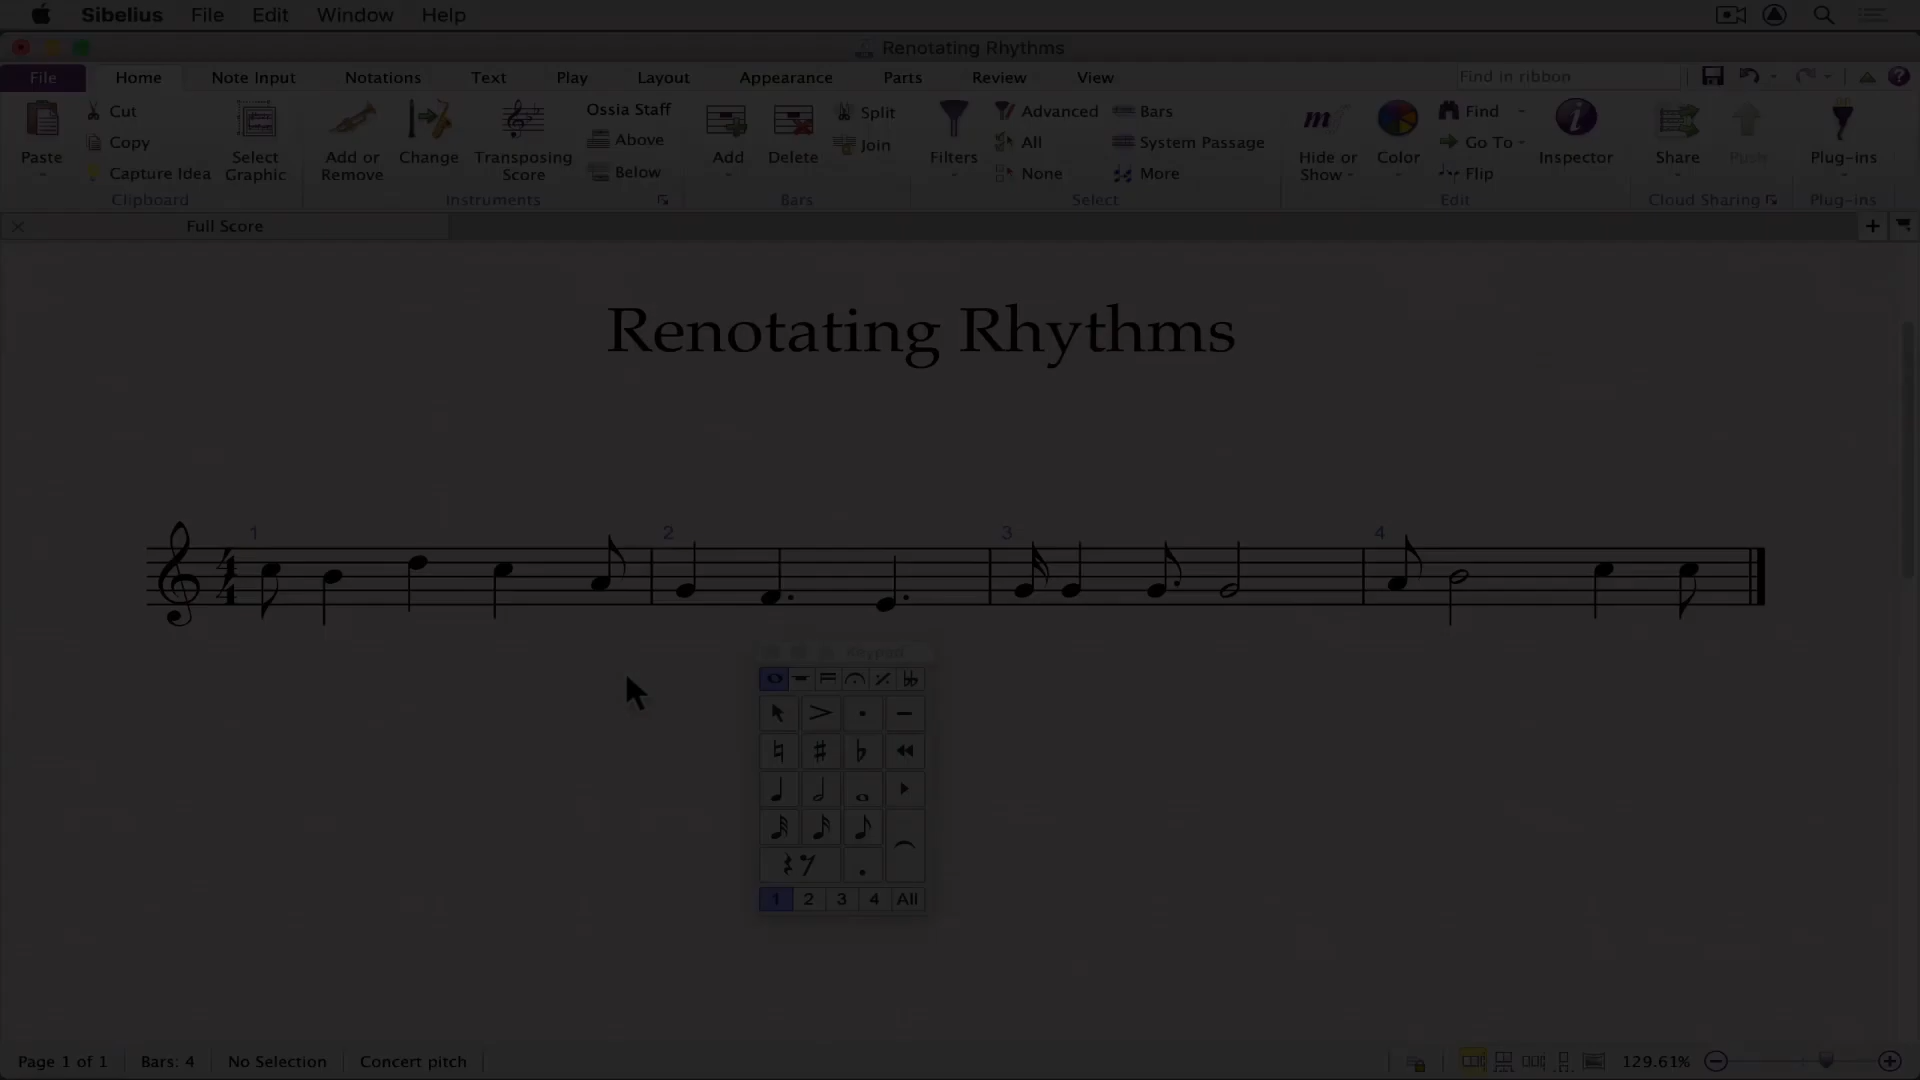 Sibelius File Edit Window Help
Renotating Rhythms
File Home Note Input Notations Text Play Layout Appearance Parts Review View Find in ribbon
Paste
Cut
Copy
Capture Idea
Select Graphic
Clipboard
Add or Remove
Change
Transposing Score
Ossia Staff
Above
Below
Instruments
Add
Delete
Split
Join
Bars
Filters
Advanced
All
None
Bars
System Passage
More
Select
Hide or Show
Color
Find
Go To
Flip
Inspector
Edit
Share
Push
Cloud Sharing
Plug-ins
Plug-ins
Full Score
Renotating Rhythms
1 2 3 4
4
4
Keypad
1 2 3 4 All
Page 1 of 1 Bars: 4 No Selection Concert pitch 129.61%